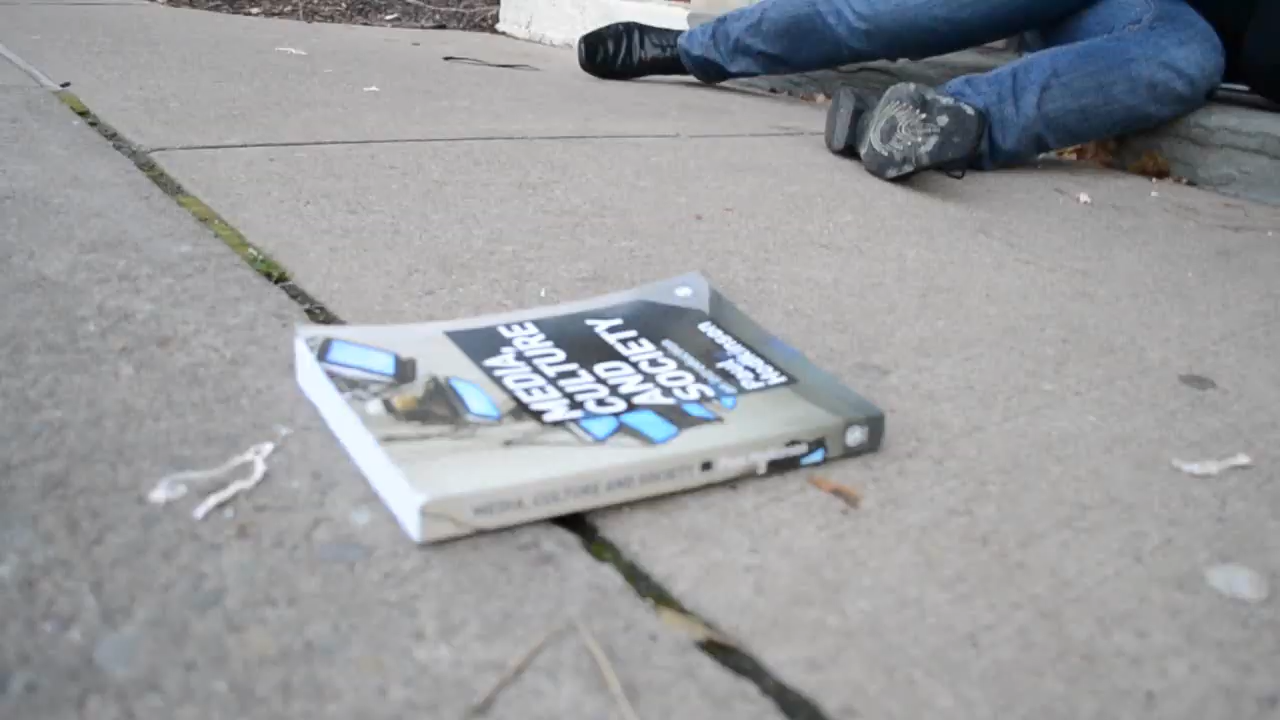 MEDIA,
CULTURE
AND
SOCIETY
Paul
Hodkinson
MEDIA, CULTURE AND SOCIETY